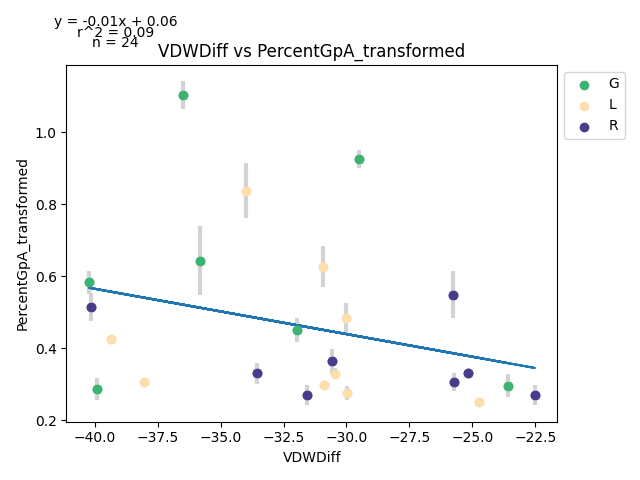 y = -0.01x + 0.06
r^2 = 0.09
n = 24
VDWDiff vs PercentGpA_transformed
G
L
R
PercentGpA_transformed
1.0
0.8
0.6
0.4
0.2
−40.0 −37.5 −35.0 −32.5 −30.0 −27.5 −25.0 −22.5
VDWDiff